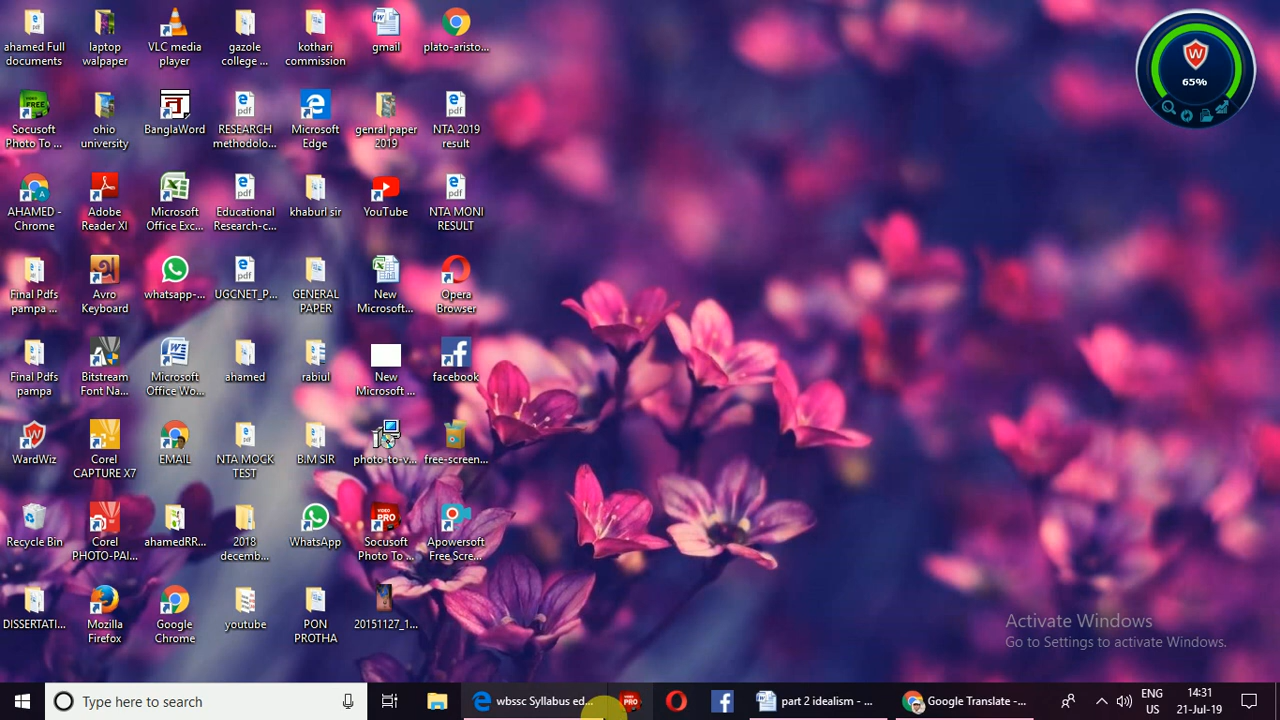 ahamed Full
documents
laptop
walpaper
VLC media
player
gazole
college ...
kothari
commission
gmail
plato-aristo...
65%
Socusoft
Photo To ...
ohio
university
BanglaWord
RESEARCH
methodolo...
Microsoft
Edge
genral paper
2019
NTA 2019
result
AHAMED -
Chrome
Adobe
Reader XI
Microsoft
Office Exc...
Educational
Research-c...
khaburl sir
YouTube
NTA MONI
RESULT
Final Pdfs
pampa ...
Avro
Keyboard
whatsapp-...
UGCNET_P...
GENERAL
PAPER
New
Microsoft...
Opera
Browser
Final Pdfs
pampa
Bitstream
Font Na...
Microsoft
Office Wo...
ahamed
rabiul
New
Microsoft ...
facebook
WardWiz
Corel
CAPTURE X7
EMAIL
NTA MOCK
TEST
B.M SIR
photo-to-v...
free-screen...
Recycle Bin
Corel
PHOTO-PAI...
ahamedRR...
2018
decemb...
WhatsApp
Socusoft
Photo To ...
Apowersoft
Free Scre...
DISSERTATI...
Mozilla
Firefox
Google
Chrome
youtube
PON
PROTHA
20151127_1...
Activate Windows
Go to Settings to activate Windows.
Type here to search
wbssc Syllabus ed...
part 2 idealism - ...
Google Translate -...
ENG
US
14:31
21-Jul-19